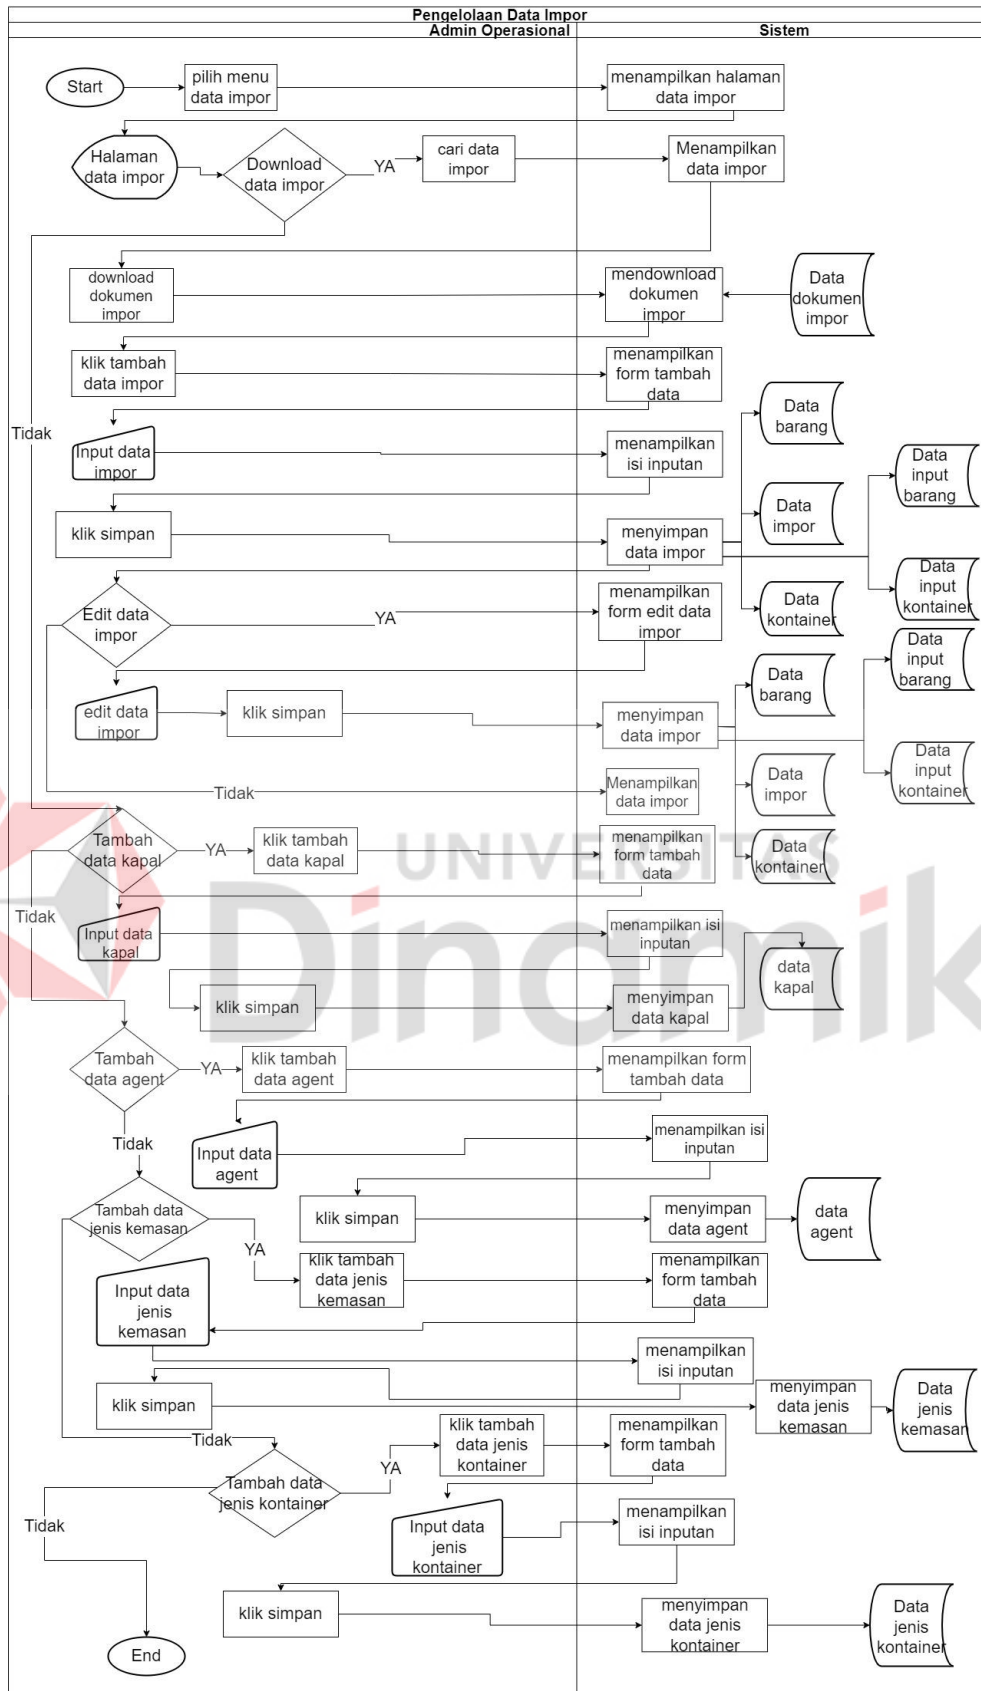 Pengelolaan Data Impor
Admin Operasional
Sistem
Start
pilih menu
data impor
menampilkan halaman
data impor
Halaman
data impor
Download
data impor
YA
cari data
impor
Menampilkan
data impor
download
dokumen
impor
mendownload
dokumen
impor
Data
dokumen
impor
klik tambah
data impor
menampilkan
form tambah
data
Data
barang
Tidak
Input data
impor
menampilkan
isi inputan
Data
input
barang
klik simpan
menyimpan
data impor
Data
impor
Edit data
impor
YA
menampilkan
form edit data
impor
Data
kontainer
Data
input
kontainer
Data
input
barang
edit data
impor
klik simpan
menyimpan
data impor
Data
barang
Data
input
kontainer
Tidak
Menampilkan
data impor
Data
impor
Tambah
data kapal
YA
klik tambah
data kapal
menampilkan
form tambah
data
Data
kontainer
UNIVERSITAS
Dinamika
Tidak
Input data
kapal
menampilkan isi
inputan
data
kapal
klik simpan
menyimpan
data kapal
Tambah
data agent
YA
klik tambah
data agent
menampilkan form
tambah data
Tidak
Input data
agent
menampilkan isi
inputan
Tambah data
jenis kemasan
klik simpan
menyimpan
data agent
data
agent
YA
klik tambah
data jenis
kemasan
menampilkan
form tambah
data
Input data
jenis
kemasan
menampilkan
isi inputan
klik simpan
menyimpan
data jenis
kemasan
Data
jenis
kemasan
Tidak
klik tambah
data jenis
kontainer
menampilkan
form tambah
data
YA
Tambah data
jenis kontainer
Tidak
Input data
jenis
kontainer
menampilkan
isi inputan
klik simpan
menyimpan
data jenis
kontainer
Data
jenis
kontainer
End